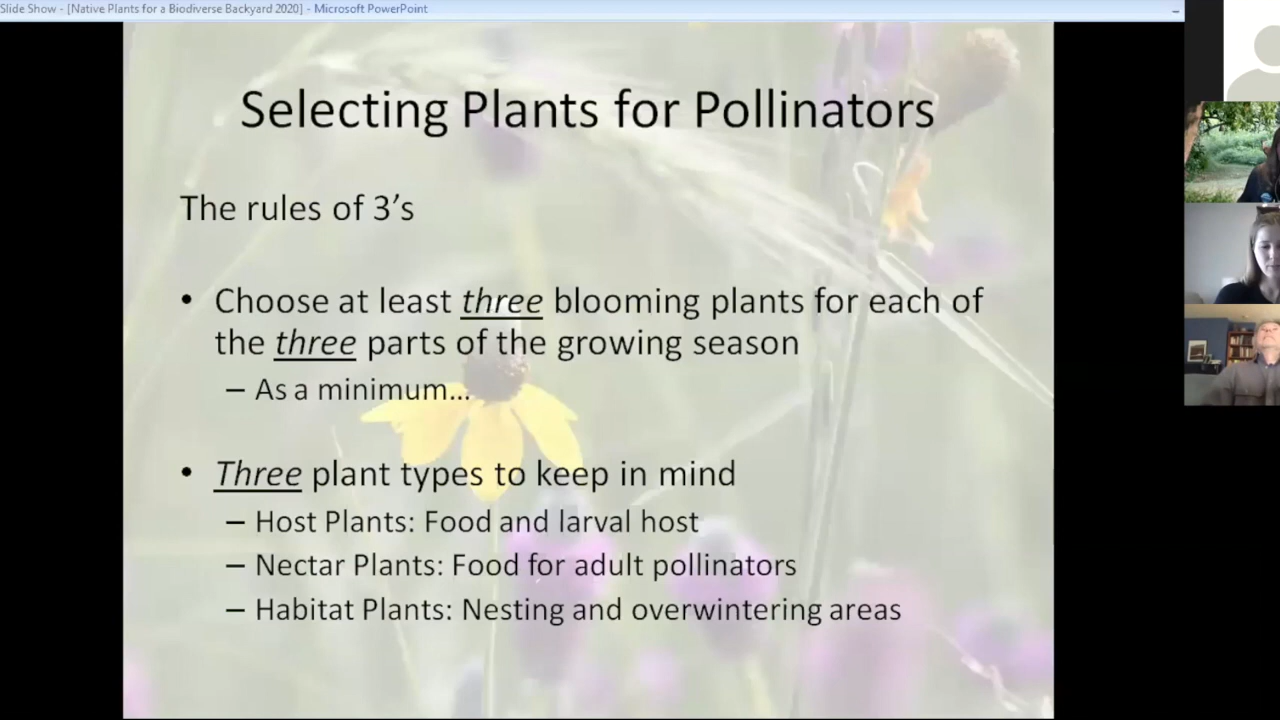 Slide Show - [Native Plants for a Biodiverse Backyard 2020] - Microsoft PowerPoint
Selecting Plants for Pollinators
The rules of 3's
• Choose at least three blooming plants for each of
the three parts of the growing season
– As a minimum...
• Three plant types to keep in mind
– Host Plants: Food and larval host
– Nectar Plants: Food for adult pollinators
– Habitat Plants: Nesting and overwintering areas